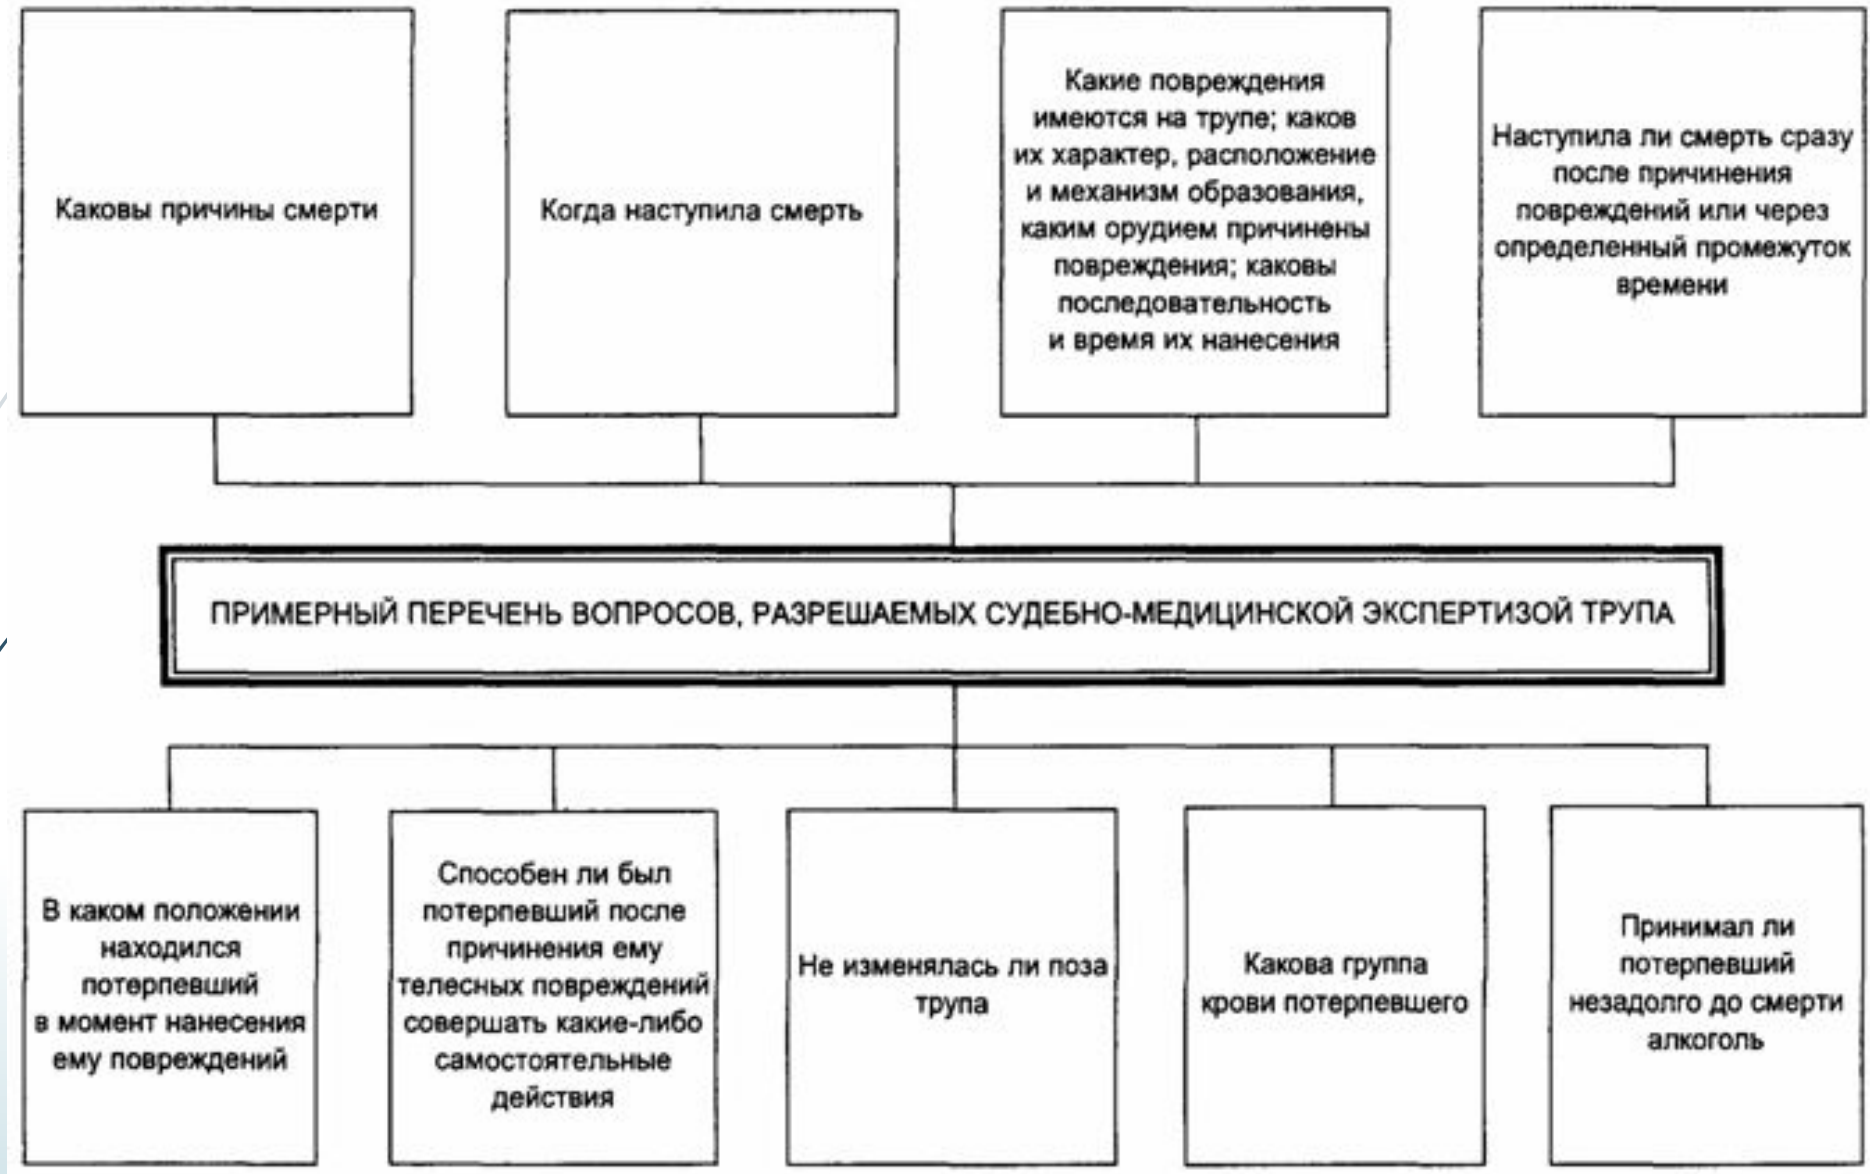 Каковы причины смерти
Когда наступила смерть
Какие повреждения
имеются на трупе; каков
их характер, расположение
и механизм образования,
каким орудием причинены
повреждения; каковы
последовательность
и время их нанесения
Наступила ли смерть сразу
после причинения
повреждений или через
определенный промежуток
времени
ПРИМЕРНЫЙ ПЕРЕЧЕНЬ ВОПРОСОВ, РАЗРЕШАЕМЫХ СУДЕБНО-МЕДИЦИНСКОЙ ЭКСПЕРТИЗОЙ ТРУПА
В каком положении
находился
потерпевший
в момент нанесения
ему повреждений
Способен ли был
потерпевший после
причинения ему
телесных повреждений
совершать какие-либо
самостоятельные
действия
Не изменялась ли поза
трупа
Какова группа
крови потерпевшего
Принимал ли
потерпевший
незадолго до смерти
алкоголь